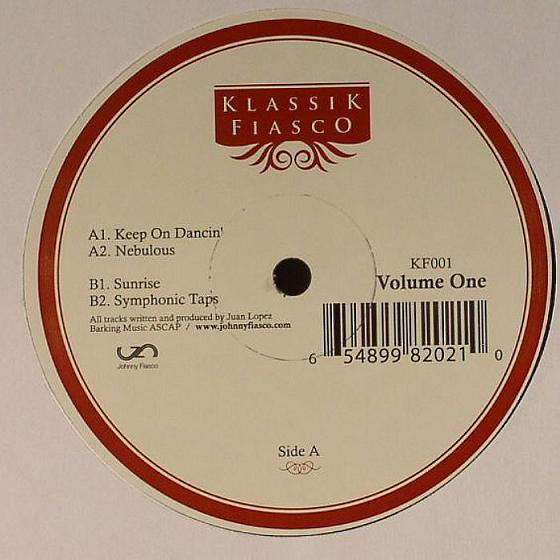 KLASSIK
FIASCO
A1. Keep On Dancin'
A2. Nebulous
B1. Sunrise
B2. Symphonic Taps
All tracks written and produced by Juan Lopez
Barking Music ASCAP / www.johnnyfiasco.com
Johnny Fiasco
KF001
Volume One
6 54899 82021 0
Side A